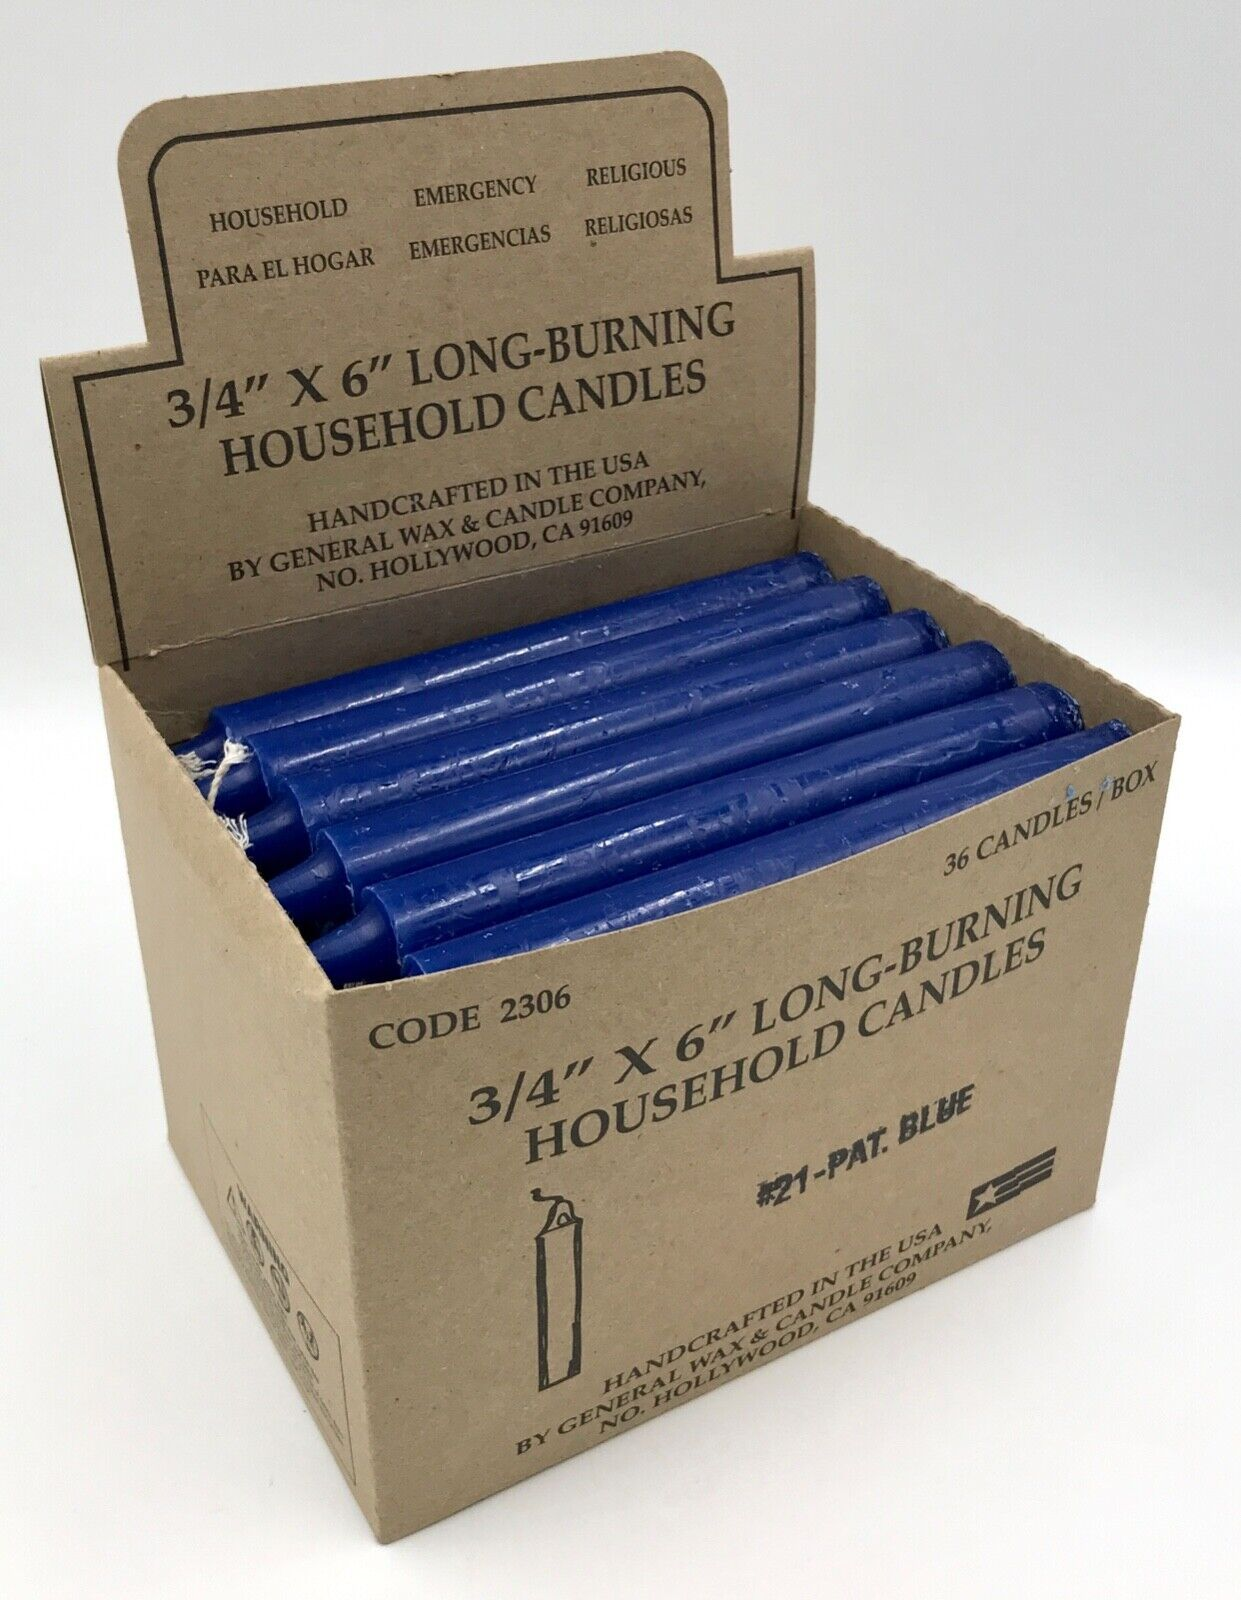 HOUSEHOLD EMERGENCY RELIGIOUS
PARA EL HOGAR EMERGENCIAS RELIGIOSAS
3/4" X 6" LONG-BURNING
HOUSEHOLD CANDLES
HANDCRAFTED IN THE USA
BY GENERAL WAX & CANDLE COMPANY,
NO. HOLLYWOOD, CA 91609
36 CANDLES / BOX
CODE 2306
3/4" X 6" LONG-BURNING
HOUSEHOLD CANDLES
#21-PAT. BLUE
HANDCRAFTED IN THE USA
BY GENERAL WAX & CANDLE COMPANY,
NO. HOLLYWOOD, CA 91609
WARNING